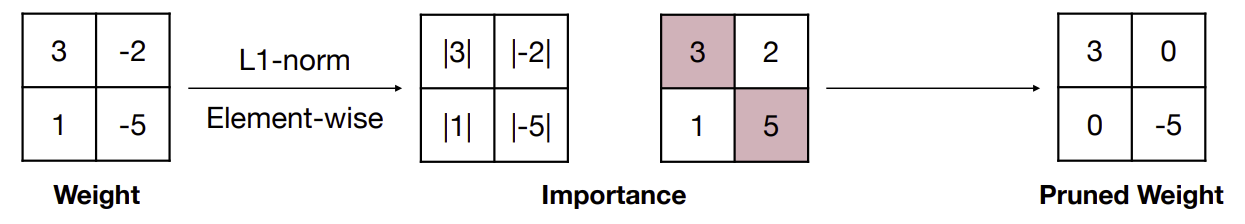 3 -2
1 -5
Weight
L1-norm
Element-wise
|3| |-2|
|1| |-5|
3 2
1 5
Importance
3 0
0 -5
Pruned Weight